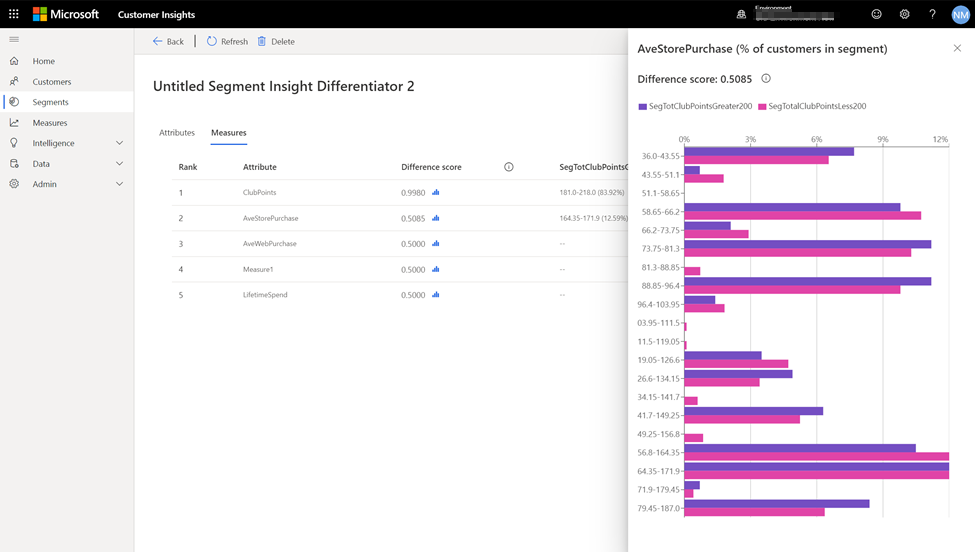 Microsoft Customer Insights
Environment
? NM
Home
Customers
Segments
Measures
Intelligence
Data
Admin
Back Refresh Delete
Untitled Segment Insight Differentiator 2
Attributes Measures
Rank Attribute Difference score SegTotClubPointsG
1 ClubPoints 0.9980 181.0-218.0 (83.92%)
2 AveStorePurchase 0.5085 164.35-171.9 (12.59%)
3 AveWebPurchase 0.5000 --
4 Measure1 0.5000 --
5 LifetimeSpend 0.5000 --
AveStorePurchase (% of customers in segment)
Difference score: 0.5085
SegTotClubPointsGreater200 SegTotalClubPointsLess200
0% 3% 6% 9% 12%
36.0-43.55
43.55-51.1
51.1-58.65
58.65-66.2
66.2-73.75
73.75-81.3
81.3-88.85
88.85-96.4
96.4-103.95
03.95-111.5
11.5-119.05
19.05-126.6
26.6-134.15
34.15-141.7
41.7-149.25
49.25-156.8
56.8-164.35
64.35-171.9
71.9-179.45
79.45-187.0